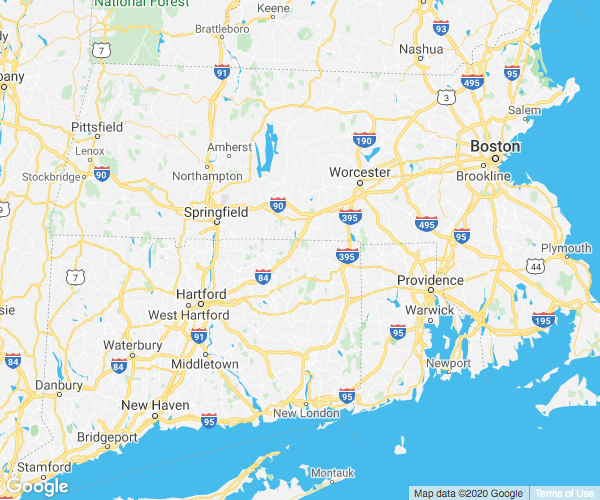 National Forest
Keene
Brattleboro
Nashua
93
7
91
495
95
any
3
Salem
Pittsfield
190
Amherst
Boston
Lenox
Stockbridge
90
Northampton
Worcester
Brookline
90
Springfield
395
495
95
9
395
Plymouth
7
84
44
Providence
Hartford
West Hartford
Warwick
195
sie
91
95
Waterbury
Middletown
84
84
Newport
Danbury
New Haven
95
New London
95
Bridgeport
Stamford
Montauk
Google
Map data ©2020 Google
Terms of Use